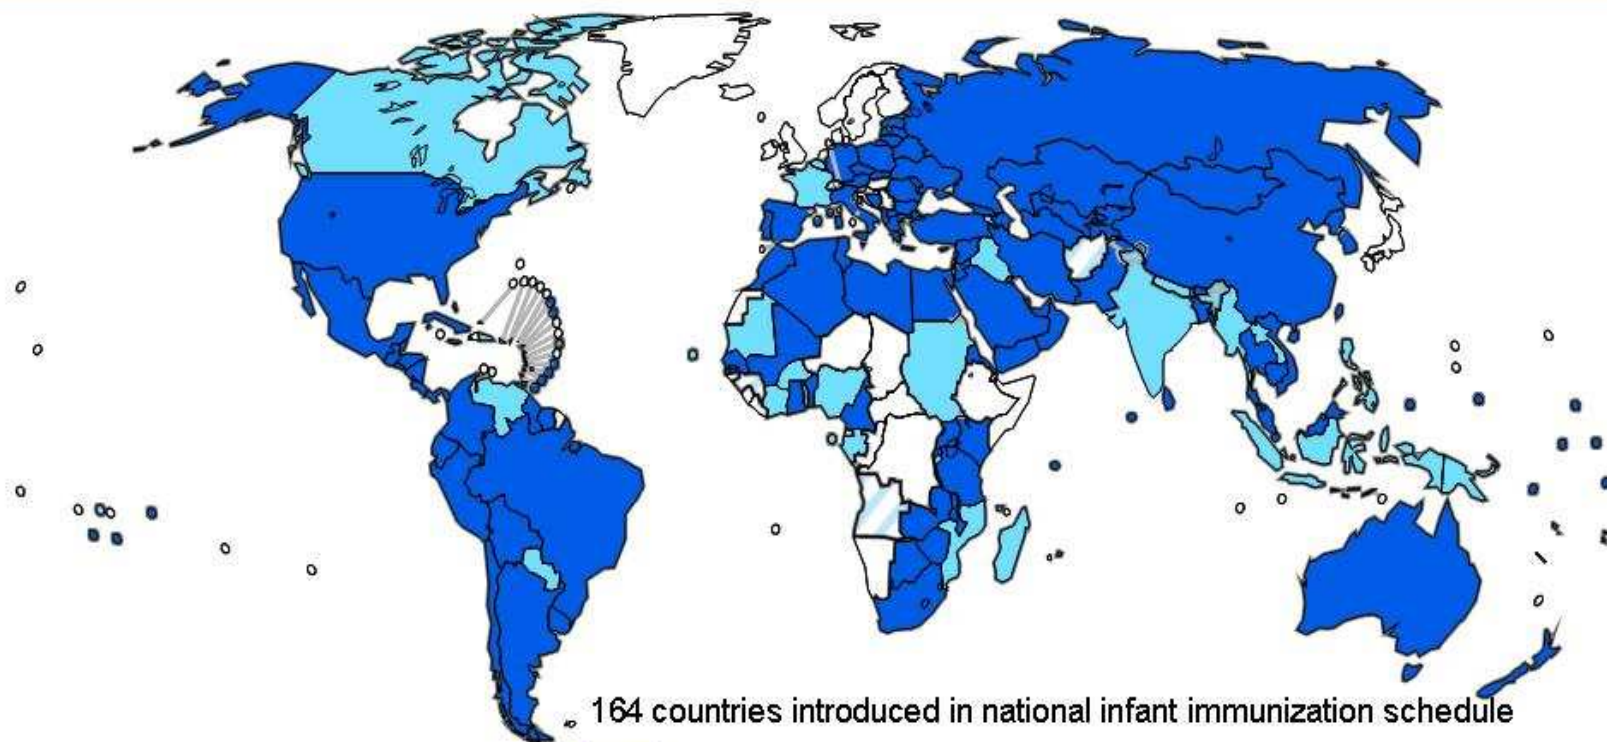 164 countries introduced in national infant immunization schedule